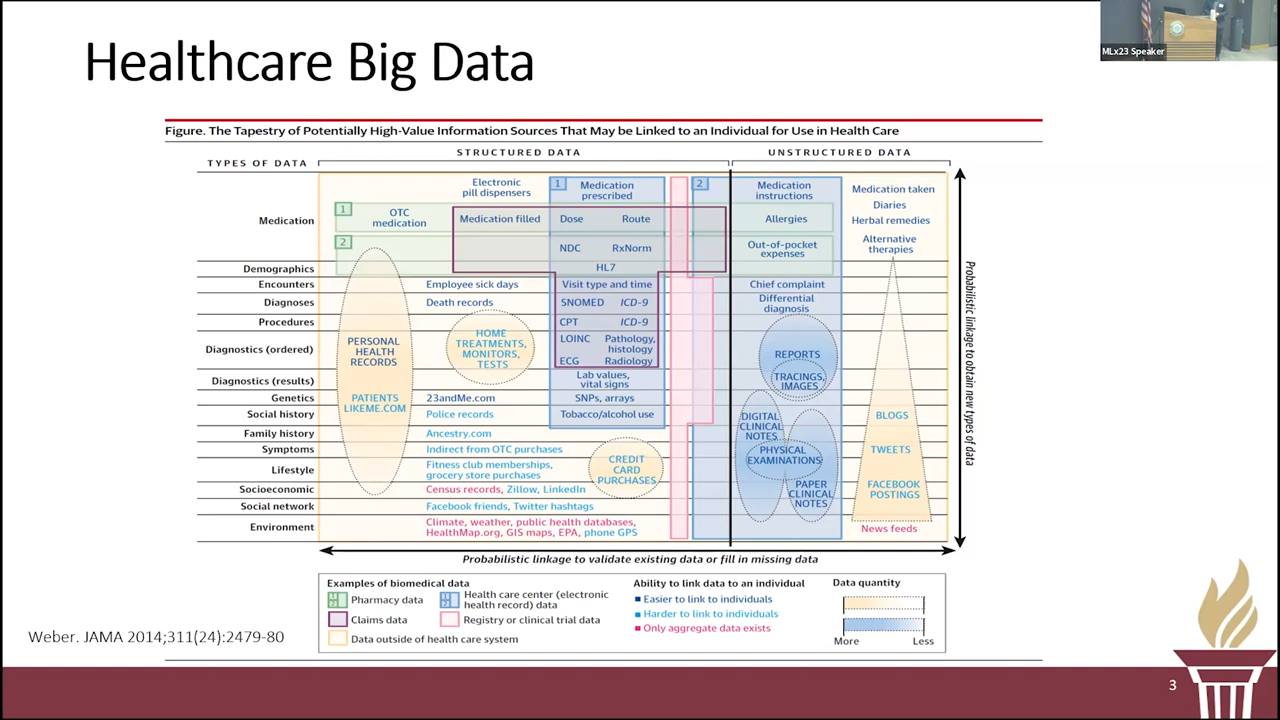 Healthcare Big Data
MLx23 Speaker
Figure. The Tapestry of Potentially High-Value Information Sources That May be Linked to an Individual for Use in Health Care
TYPES OF DATA
STRUCTURED DATA
UNSTRUCTURED DATA
Medication
Demographics
Encounters
Diagnoses
Procedures
Diagnostics (ordered)
Diagnostics (results)
Genetics
Social history
Family history
Symptoms
Lifestyle
Socioeconomic
Social network
Environment
1
OTC
medication
2
PERSONAL
HEALTH
RECORDS
PATIENTS
LIKEME.COM
Electronic
pill dispensers
Medication filled
Employee sick days
Death records
HOME
TREATMENTS,
MONITORS,
TESTS
23andMe.com
Police records
Ancestry.com
Indirect from OTC purchases
Fitness club memberships,
grocery store purchases
Census records, Zillow, LinkedIn
Facebook friends, Twitter hashtags
Climate, weather, public health databases,
HealthMap.org, GIS maps, EPA, phone GPS
CREDIT
CARD
PURCHASES
1
Medication
prescribed
Dose Route
NDC RxNorm
HL7
Visit type and time
SNOMED ICD-9
CPT ICD-9
LOINC Pathology,
histology
ECG Radiology
Lab values,
vital signs
SNPs, arrays
Tobacco/alcohol use
2
Medication
instructions
Allergies
Out-of-pocket
expenses
Chief complaint
Differential
diagnosis
REPORTS
TRACINGS,
IMAGES
DIGITAL
CLINICAL
NOTES
PHYSICAL
EXAMINATIONS
PAPER
CLINICAL
NOTES
Medication taken
Diaries
Herbal remedies
Alternative
therapies
BLOGS
TWEETS
FACEBOOK
POSTINGS
News feeds
Probabilistic linkage to obtain new types of data
Probabilistic linkage to validate existing data or fill in missing data
Examples of biomedical data
Pharmacy data
Health care center (electronic
health record) data
Claims data
Registry or clinical trial data
Data outside of health care system
Ability to link data to an individual
Easier to link to individuals
Harder to link to individuals
Only aggregate data exists
Data quantity
More Less
Weber. JAMA 2014;311(24):2479-80
3